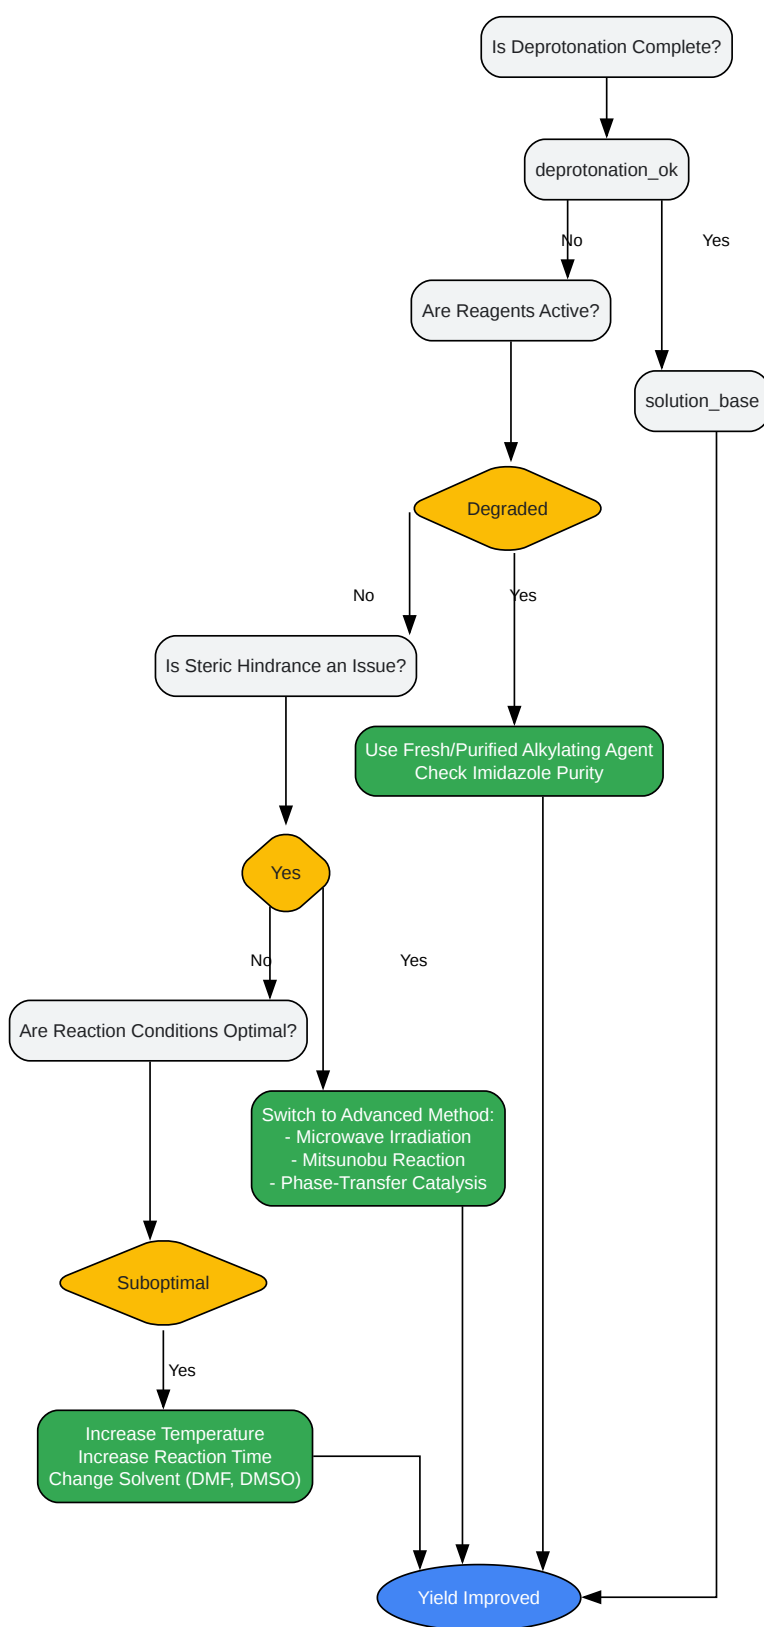 Is Deprotonation Complete?
deprotonation_ok
No
Yes
Are Reagents Active?
solution_base
Degraded
No
Yes
Is Steric Hindrance an Issue?
Use Fresh/Purified Alkylating Agent
Check Imidazole Purity
Yes
No
Yes
Are Reaction Conditions Optimal?
Switch to Advanced Method:
- Microwave Irradiation
- Mitsunobu Reaction
- Phase-Transfer Catalysis
Suboptimal
Yes
Increase Temperature
Increase Reaction Time
Change Solvent (DMF, DMSO)
Yield Improved